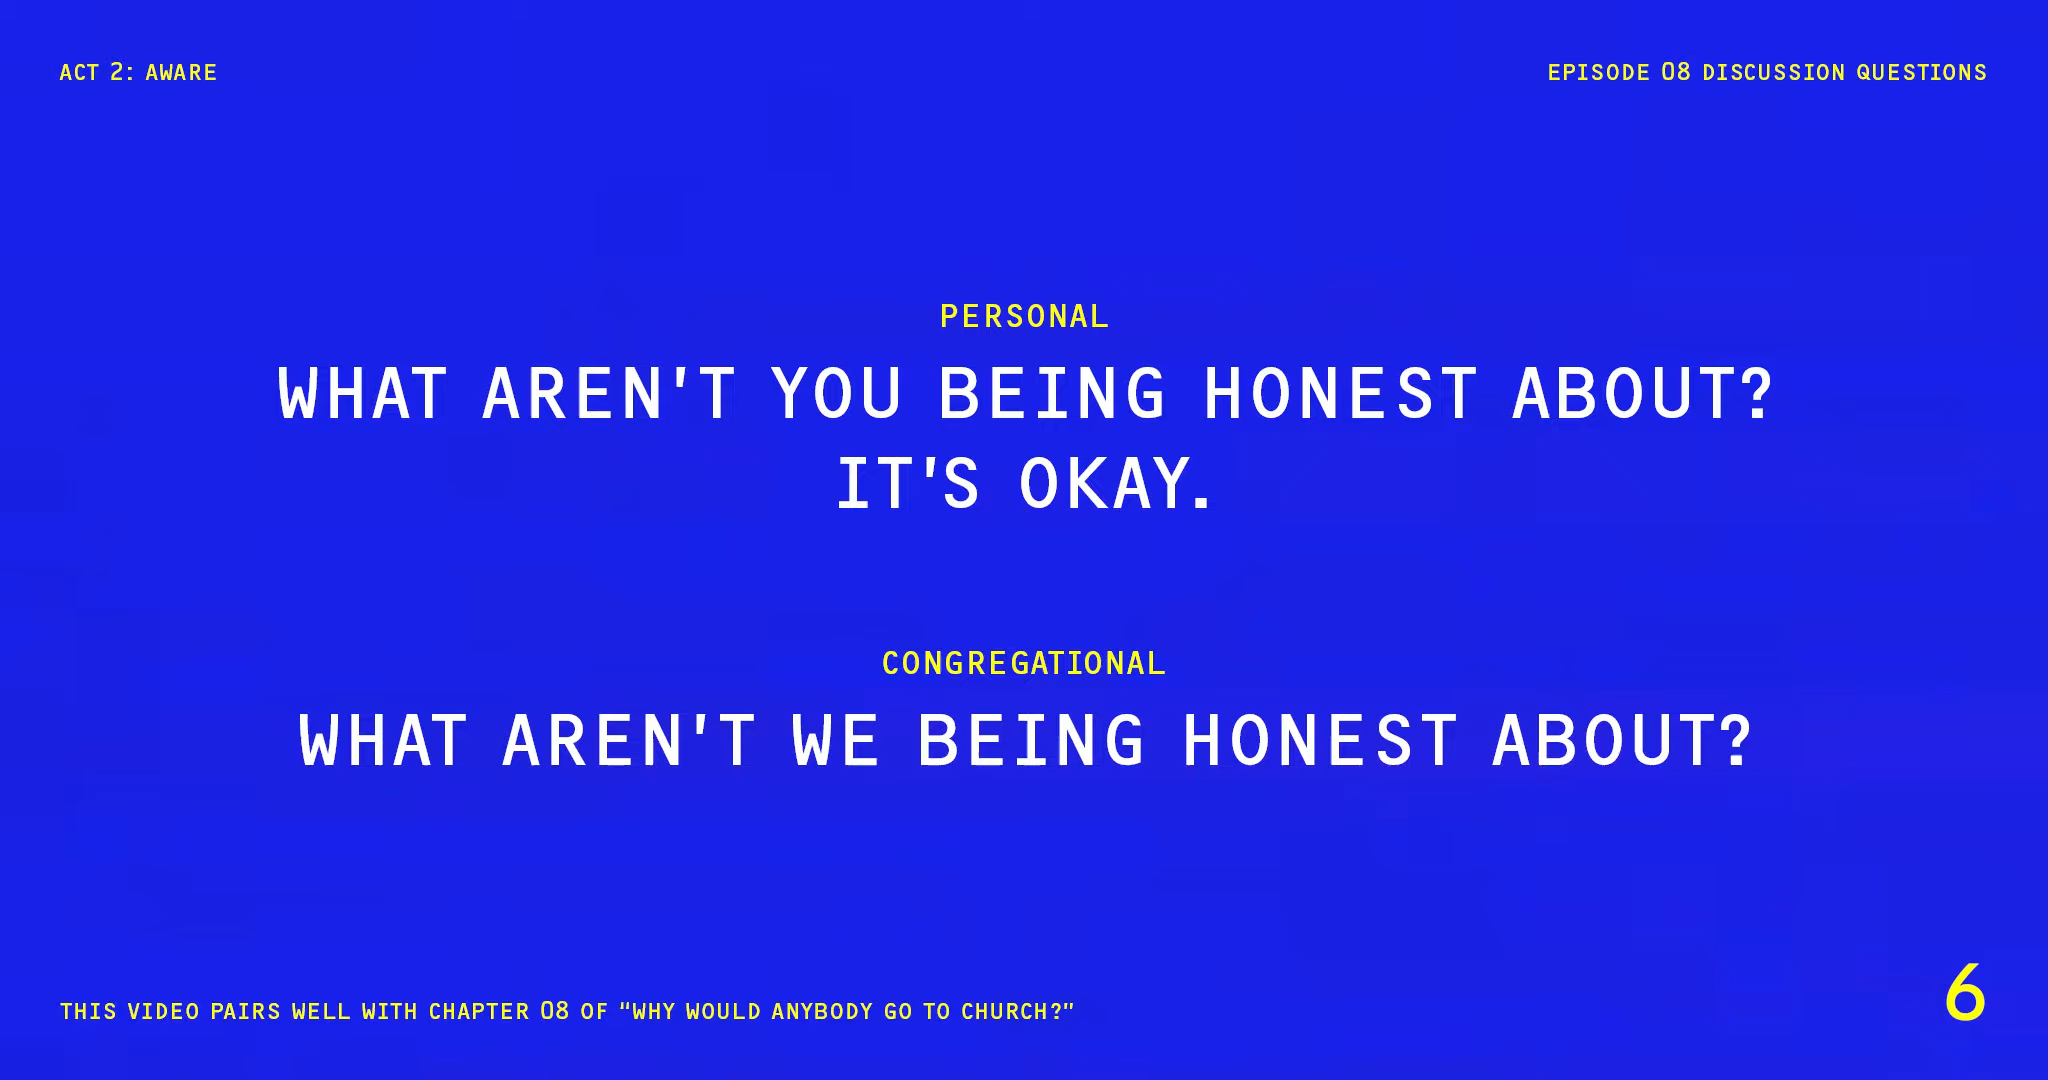 ACT 2: AWARE
EPISODE 08 DISCUSSION QUESTIONS
PERSONAL
WHAT AREN'T YOU BEING HONEST ABOUT?
IT'S OKAY.
CONGREGATIONAL
WHAT AREN'T WE BEING HONEST ABOUT?
THIS VIDEO PAIRS WELL WITH CHAPTER 08 OF “WHY WOULD ANYBODY GO TO CHURCH?”
6